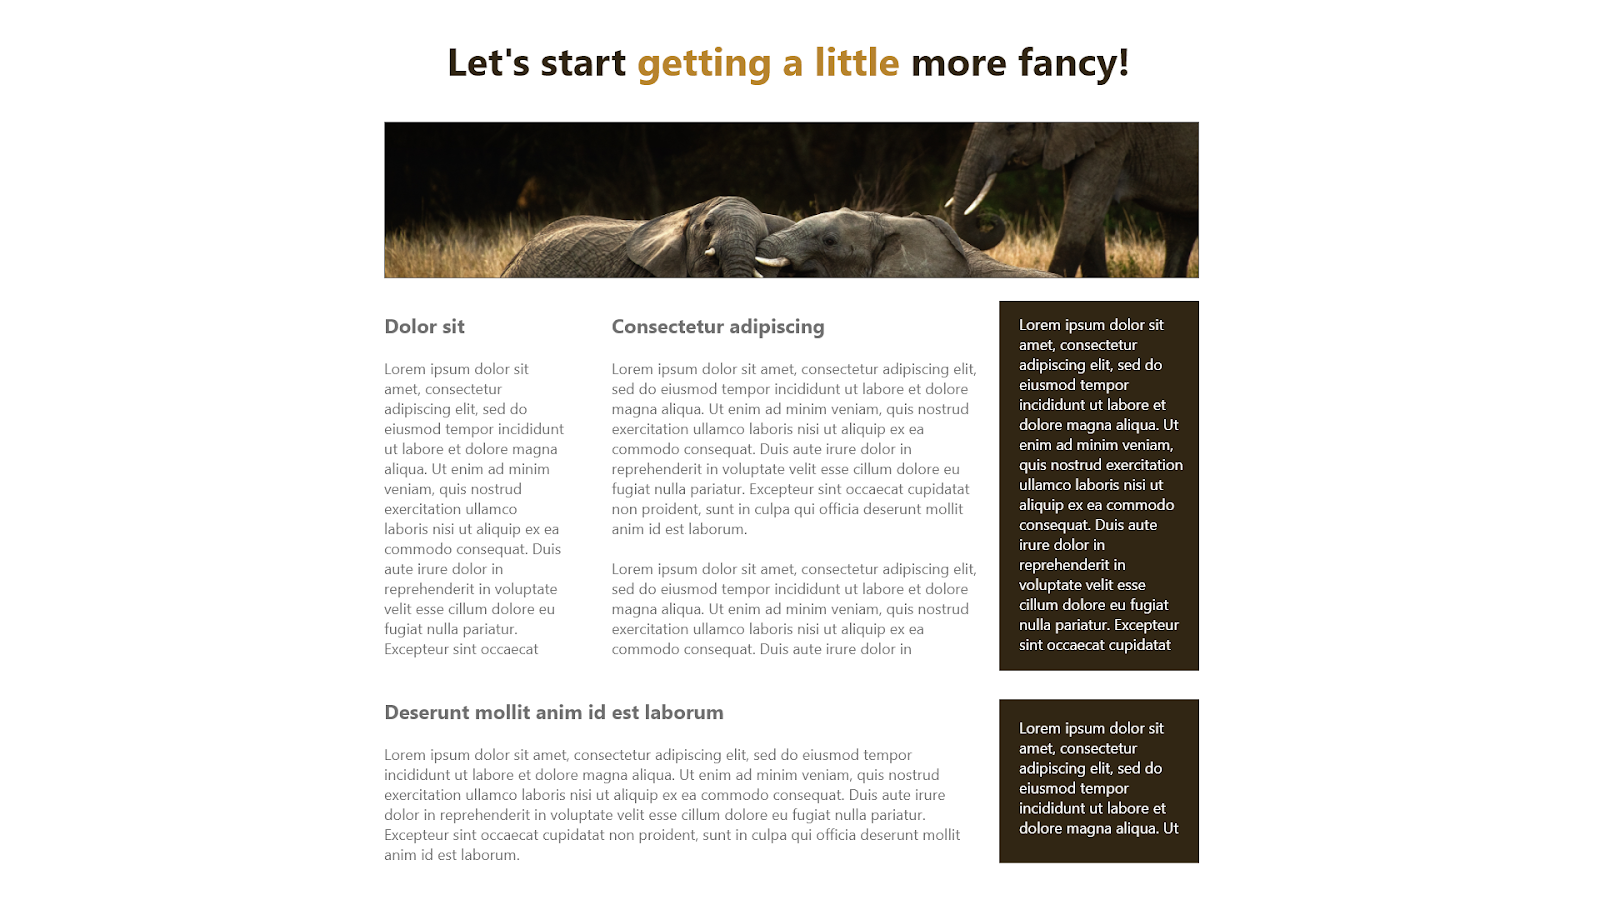 Let's start getting a little more fancy!
Dolor sit
Lorem ipsum dolor sit
amet, consectetur
adipiscing elit, sed do
eiusmod tempor incididunt
ut labore et dolore magna
aliqua. Ut enim ad minim
veniam, quis nostrud
exercitation ullamco
laboris nisi ut aliquip ex ea
commodo consequat. Duis
aute irure dolor in
reprehenderit in voluptate
velit esse cillum dolore eu
fugiat nulla pariatur.
Excepteur sint occaecat
Consectetur adipiscing
Lorem ipsum dolor sit amet, consectetur adipiscing elit,
sed do eiusmod tempor incididunt ut labore et dolore
magna aliqua. Ut enim ad minim veniam, quis nostrud
exercitation ullamco laboris nisi ut aliquip ex ea
commodo consequat. Duis aute irure dolor in
reprehenderit in voluptate velit esse cillum dolore eu
fugiat nulla pariatur. Excepteur sint occaecat cupidatat
non proident, sunt in culpa qui officia deserunt mollit
anim id est laborum.
Lorem ipsum dolor sit amet, consectetur adipiscing elit,
sed do eiusmod tempor incididunt ut labore et dolore
magna aliqua. Ut enim ad minim veniam, quis nostrud
exercitation ullamco laboris nisi ut aliquip ex ea
commodo consequat. Duis aute irure dolor in
Lorem ipsum dolor sit
amet, consectetur
adipiscing elit, sed do
eiusmod tempor
incididunt ut labore et
dolore magna aliqua. Ut
enim ad minim veniam,
quis nostrud exercitation
ullamco laboris nisi ut
aliquip ex ea commodo
consequat. Duis aute
irure dolor in
reprehenderit in
voluptate velit esse
cillum dolore eu fugiat
nulla pariatur. Excepteur
sint occaecat cupidatat
Deserunt mollit anim id est laborum
Lorem ipsum dolor sit amet, consectetur adipiscing elit, sed do eiusmod tempor
incididunt ut labore et dolore magna aliqua. Ut enim ad minim veniam, quis nostrud
exercitation ullamco laboris nisi ut aliquip ex ea commodo consequat. Duis aute irure
dolor in reprehenderit in voluptate velit esse cillum dolore eu fugiat nulla pariatur.
Excepteur sint occaecat cupidatat non proident, sunt in culpa qui officia deserunt mollit
anim id est laborum.
Lorem ipsum dolor sit
amet, consectetur
adipiscing elit, sed do
eiusmod tempor
incididunt ut labore et
dolore magna aliqua. Ut